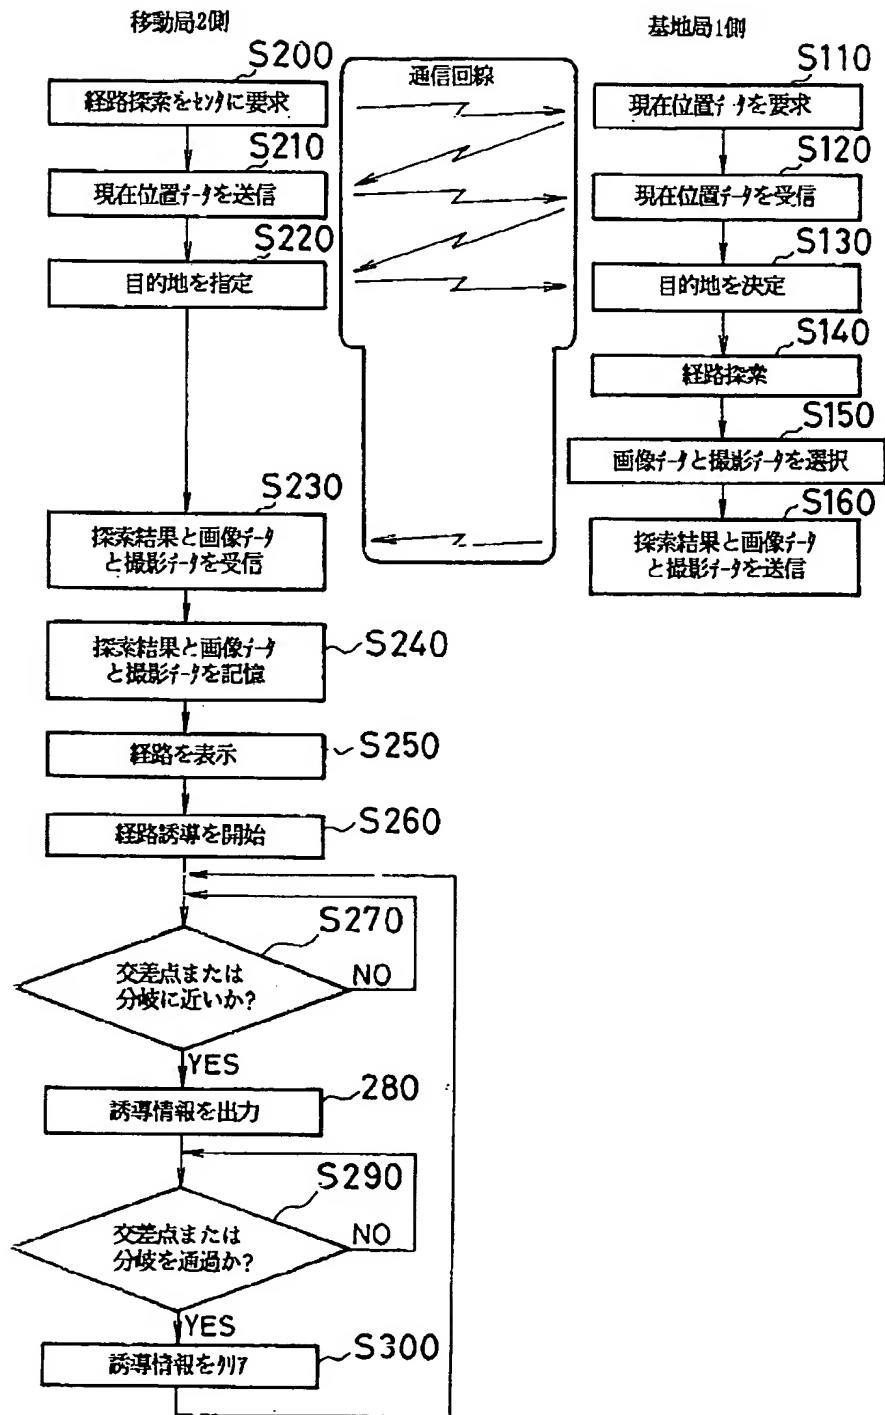 移動局2側
S200
経路探索をｾﾝﾀに要求
S210
現在位置ﾃﾞｰﾀを送信
S220
目的地を指定
通信回線
基地局1側
S110
現在位置ﾃﾞｰﾀを要求
S120
現在位置ﾃﾞｰﾀを受信
S130
目的地を決定
S140
経路探索
S150
画像ﾃﾞｰﾀと撮影ﾃﾞｰﾀを選択
S160
探索結果と画像ﾃﾞｰﾀ
と撮影ﾃﾞｰﾀを送信
S230
探索結果と画像ﾃﾞｰﾀ
と撮影ﾃﾞｰﾀを受信
探索結果と画像ﾃﾞｰﾀ
と撮影ﾃﾞｰﾀを記憶
S240
経路を表示
S250
経路誘導を開始
S260
S270
交差点または
分岐に近いか?
NO
YES
誘導情報を出力
280
S290
交差点または
分岐を通過か?
NO
YES
誘導情報をｸﾘｱ
S300